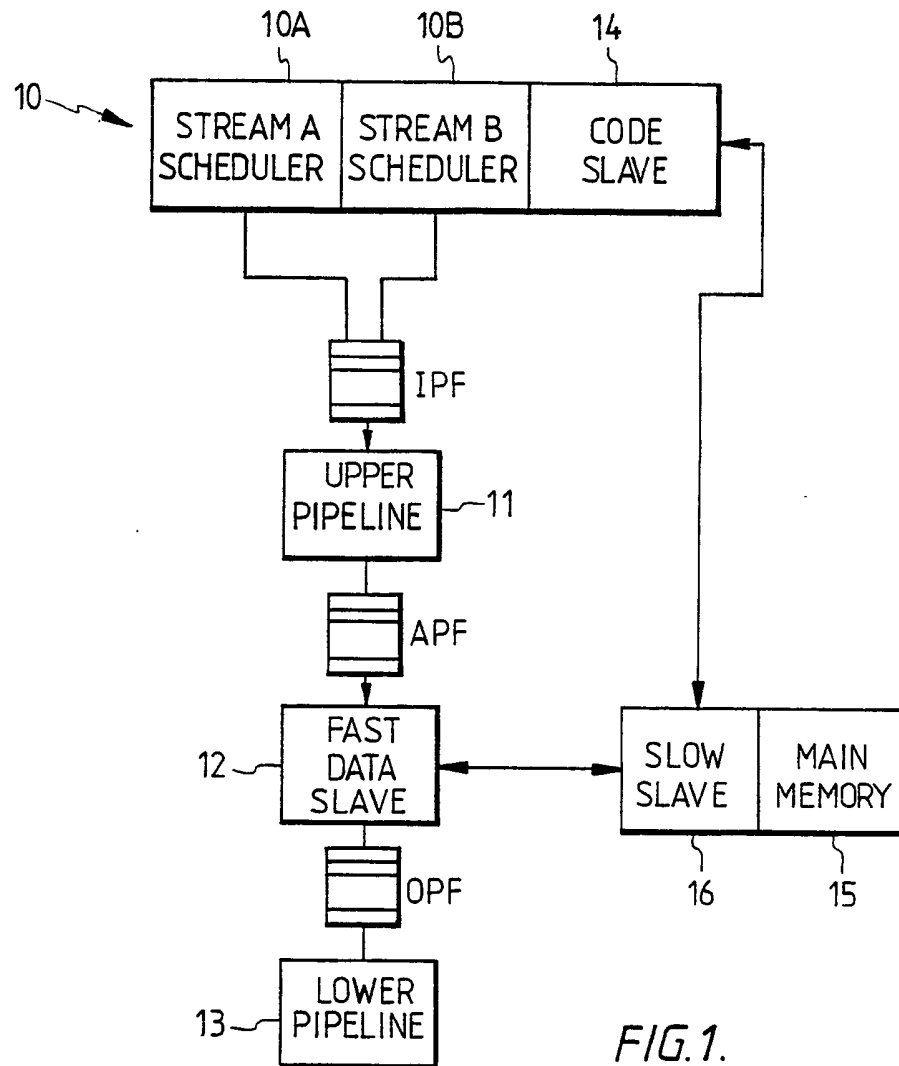 10A
10B
14
10
STREAM A
SCHEDULER
STREAM B
SCHEDULER
CODE
SLAVE
IPF
UPPER
PIPELINE
11
APF
12
FAST
DATA
SLAVE
SLOW
SLAVE
MAIN
MEMORY
16
15
OPF
13
LOWER
PIPELINE
FIG.1.